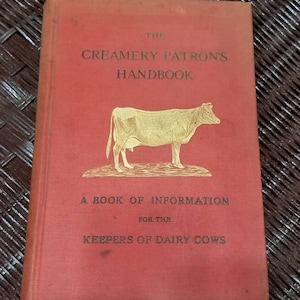 THE
CREAMERY PATRON'S
HANDBOOK
A BOOK OF INFORMATION
FOR THE
KEEPERS OF DAIRY COWS